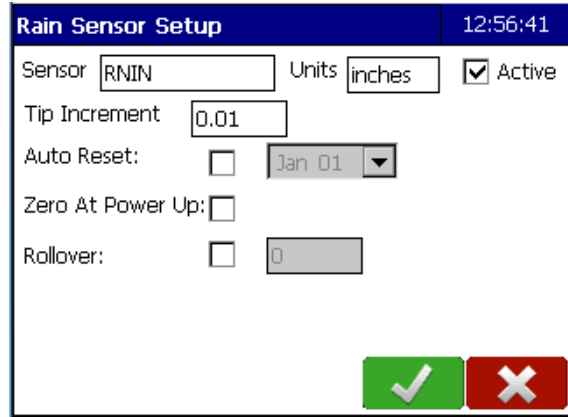 Rain Sensor Setup 12:56:41
Sensor RNIN Units inches Active
Tip Increment 0.01
Auto Reset: Jan 01
Zero At Power Up:
Rollover: 0